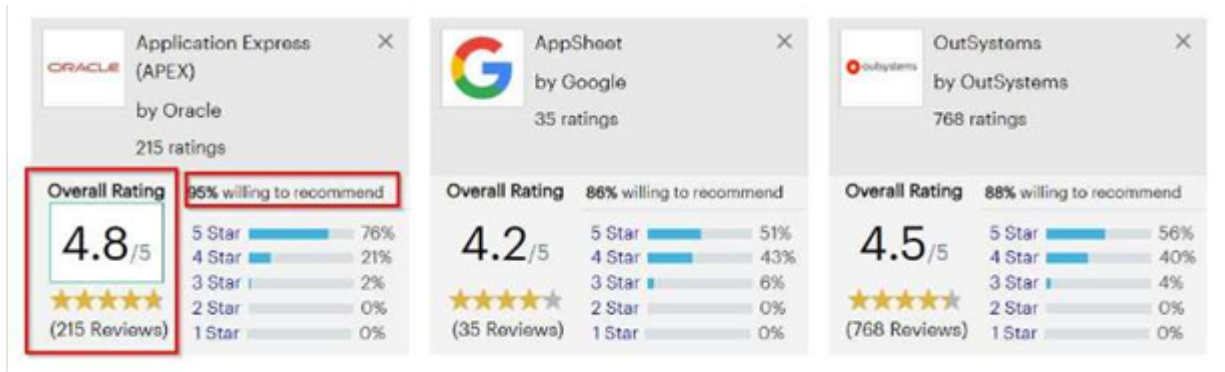 ORACLE
Application Express
(APEX)
by Oracle
215 ratings
Overall Rating
95% willing to recommend
4.8/5
(215 Reviews)
5 Star 76%
4 Star 21%
3 Star 2%
2 Star 0%
1 Star 0%
AppSheet
by Google
35 ratings
Overall Rating
86% willing to recommend
4.2/5
(35 Reviews)
5 Star 51%
4 Star 43%
3 Star 6%
2 Star 0%
1 Star 0%
outsystems
OutSystems
by OutSystems
768 ratings
Overall Rating
88% willing to recommend
4.5/5
(768 Reviews)
5 Star 56%
4 Star 40%
3 Star 4%
2 Star 0%
1 Star 0%